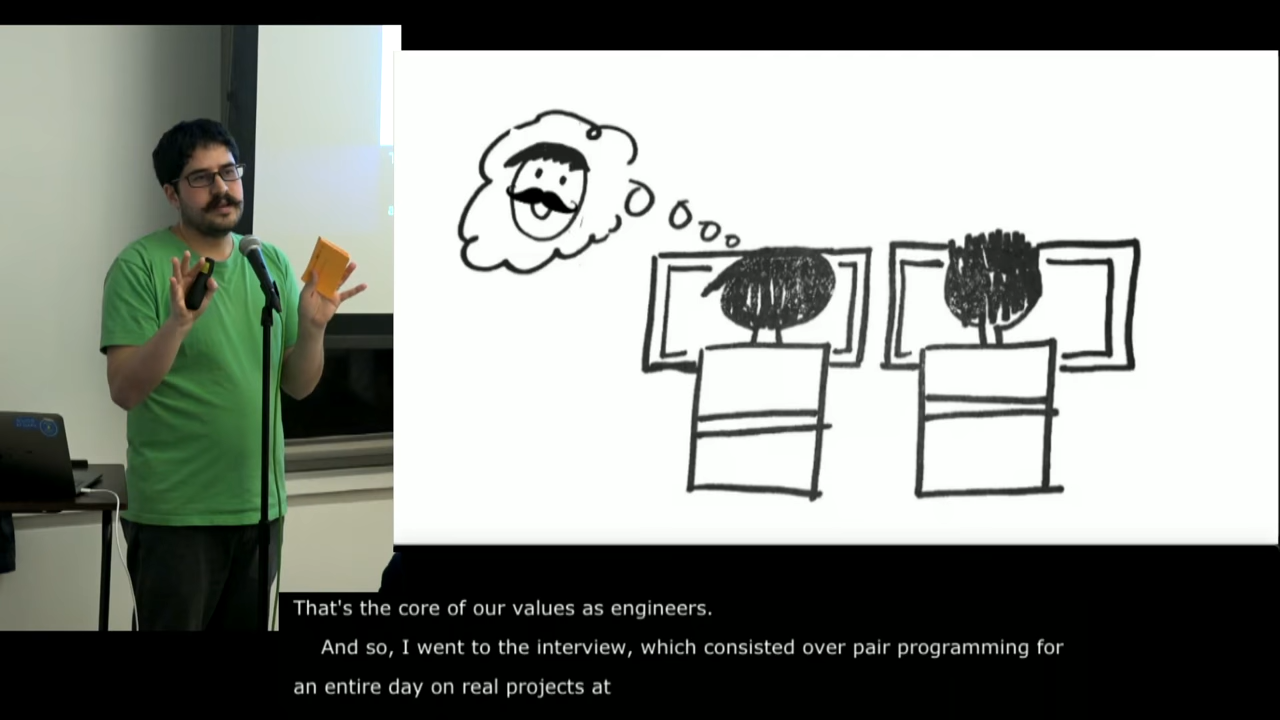 That's the core of our values as engineers.
And so, I went to the interview, which consisted over pair programming for
an entire day on real projects at